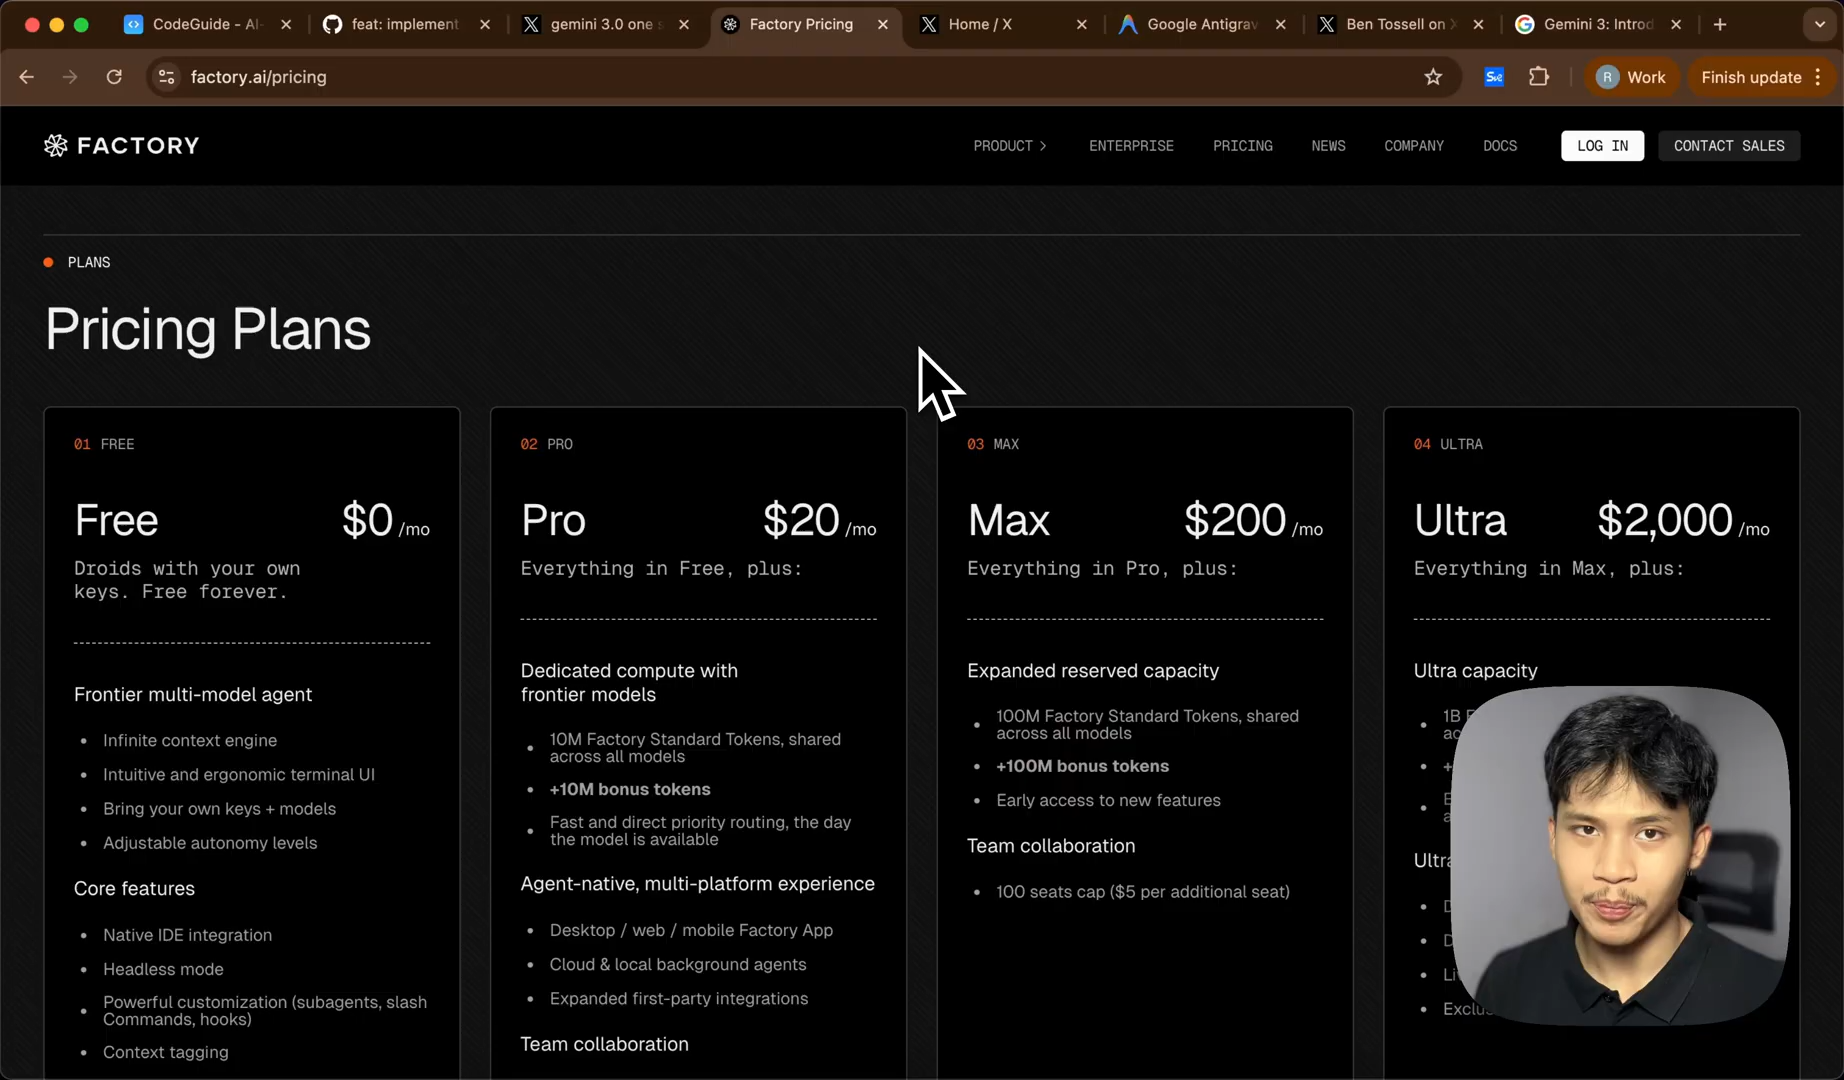 CodeGuide - AI-
feat: implement
gemini 3.0 one s
Factory Pricing
Home / X
Google Antigrav
Ben Tossell on X
Gemini 3: Introd
factory.ai/pricing
R
Work
Finish update
FACTORY
PRODUCT
ENTERPRISE
PRICING
NEWS
COMPANY
DOCS
LOG IN
CONTACT SALES
PLANS
Pricing Plans
01 FREE
Free
$0 /mo
Droids with your own
keys. Free forever.
Frontier multi-model agent
• Infinite context engine
• Intuitive and ergonomic terminal UI
• Bring your own keys + models
• Adjustable autonomy levels
Core features
• Native IDE integration
• Headless mode
• Powerful customization (subagents, slash
Commands, hooks)
• Context tagging
02 PRO
Pro
$20 /mo
Everything in Free, plus:
Dedicated compute with
frontier models
• 10M Factory Standard Tokens, shared
across all models
• +10M bonus tokens
• Fast and direct priority routing, the day
the model is available
Agent-native, multi-platform experience
• Desktop / web / mobile Factory App
• Cloud & local background agents
• Expanded first-party integrations
Team collaboration
03 MAX
Max
$200 /mo
Everything in Pro, plus:
Expanded reserved capacity
• 100M Factory Standard Tokens, shared
across all models
• +100M bonus tokens
• Early access to new features
Team collaboration
• 100 seats cap ($5 per additional seat)
04 ULTRA
Ultra
$2,000 /mo
Everything in Max, plus:
Ultra capacity
• 1B